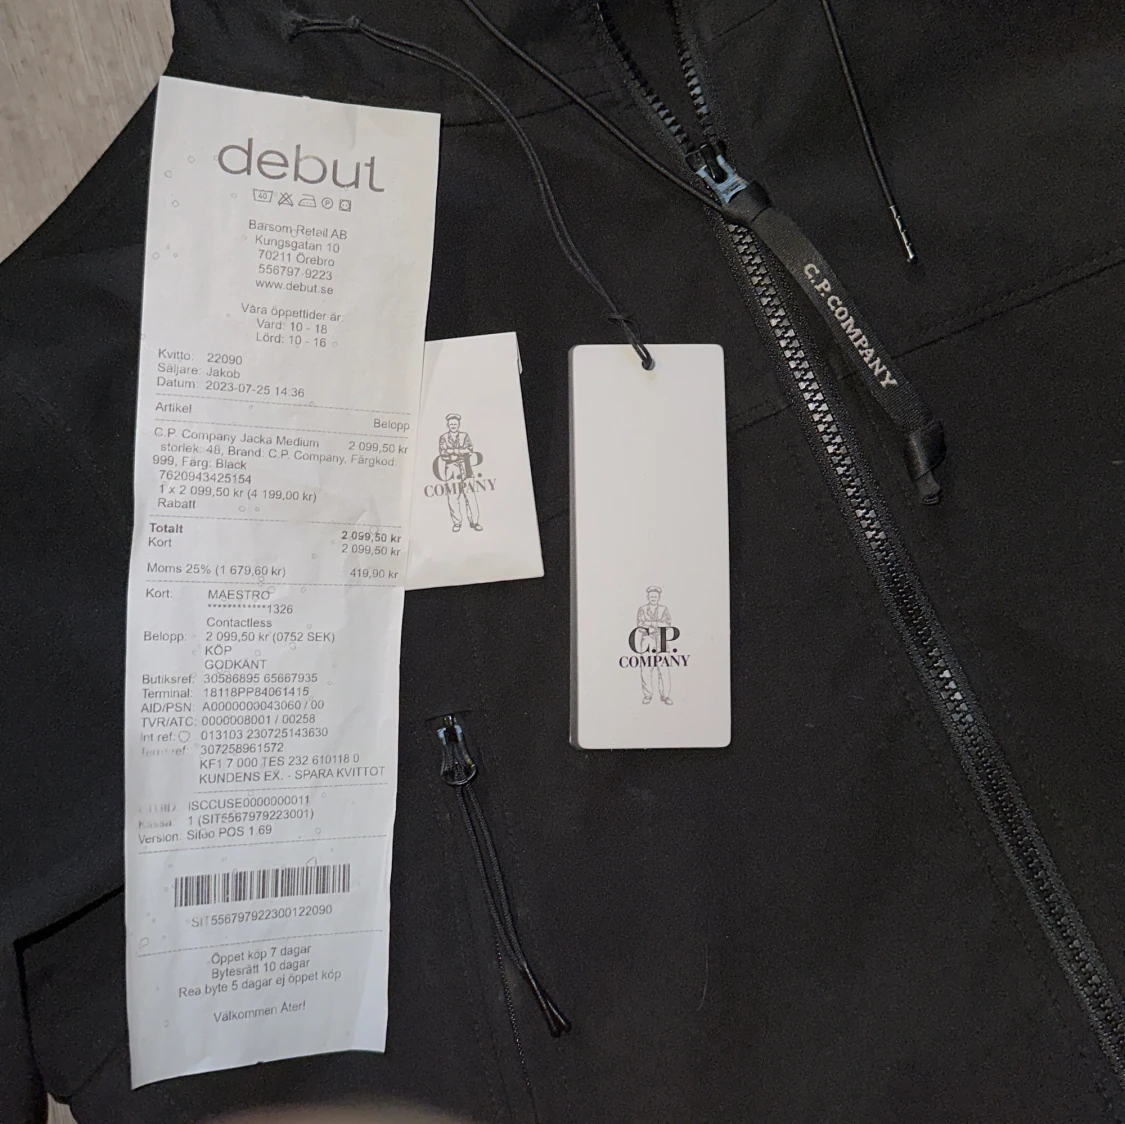 debut
Barsom Reteil AB
Kungsgatan 10
70211 Örebro
556797-9223
www.debut.se
Våra öppettider är:
Vard: 10 - 18
Lörd: 10 - 16
Kvitto: 22090
Säljare: Jakob
Datum: 2023-07-25 14:36
Artikel Belopp
C.P. Company Jacka Medium 2 099,50 kr
storlek: 48, Brand: C.P. Company, Färgkod:
999, Färg: Black
7620943425154
1 x 2 099,50 kr (4 199,00 kr)
Rabatt
Totalt 2 099,50 kr
Kort 2 099,50 kr
Moms 25% (1 679,60 kr) 419,90 kr
Kort: MAESTRO
************1326
Contactless
Belopp: 2 099,50 kr (0752 SEK)
KÖP
GODKÄNT
Butiksref: 30586895 65667935
Terminal: 18118PP84061415
AID/PSN: A0000000043060 / 00
TVR/ATC: 0000008001 / 00258
Int ref: 013103 230725143630
307258961572
KF1 7 000 TES 232 610118 0
KUNDENS EX. - SPARA KVITTOT
ISCCUSE0000000011
Kassa: 1 (SIT5567979223001)
Version: Sitoo POS 1.69
SIT556797922300122090
Öppet köp 7 dagar
Bytesrätt 10 dagar
Rea byte 5 dagar ej öppet köp
Välkommen Åter!
C.P.
COMPANY
C.P.
COMPANY
C.P.COMPANY